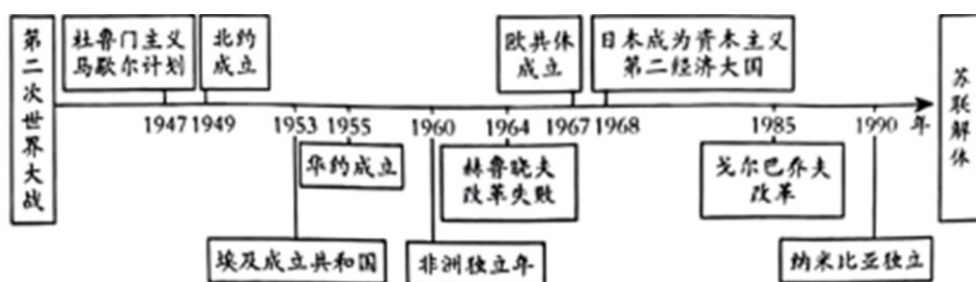 第二次世界大战
杜鲁门主义
马歇尔计划
北约
成立
欧共体
成立
日本成为资本主义
第二经济大国
苏联解体
1947 1949 1953 1955 1960 1964 1967 1968 1985 1990 年
华约成立
赫鲁晓夫
改革失败
戈尔巴乔夫
改革
埃及成立共和国
非洲独立年
纳米比亚独立